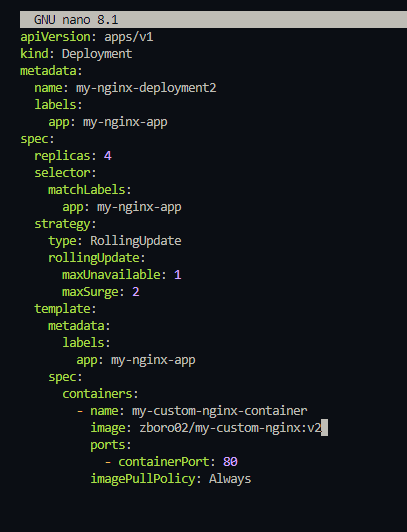 GNU nano 8.1
apiVersion: apps/v1
kind: Deployment
metadata:
  name: my-nginx-deployment2
  labels:
    app: my-nginx-app
spec:
  replicas: 4
  selector:
    matchLabels:
      app: my-nginx-app
  strategy:
    type: RollingUpdate
    rollingUpdate:
      maxUnavailable: 1
      maxSurge: 2
  template:
    metadata:
      labels:
        app: my-nginx-app
    spec:
      containers:
        - name: my-custom-nginx-container
          image: zboro02/my-custom-nginx:v2
          ports:
            - containerPort: 80
          imagePullPolicy: Always